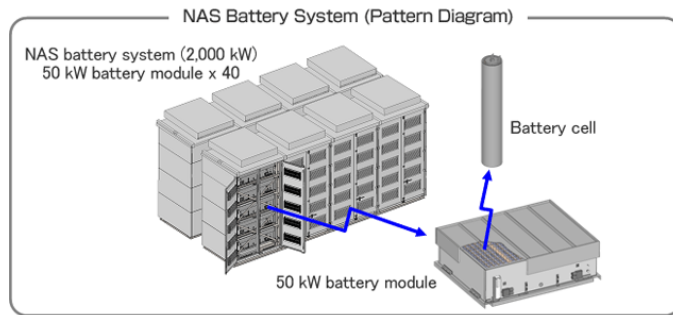 NAS Battery System (Pattern Diagram)
NAS battery system (2,000 kW)
50 kW battery module x 40
Battery cell
50 kW battery module